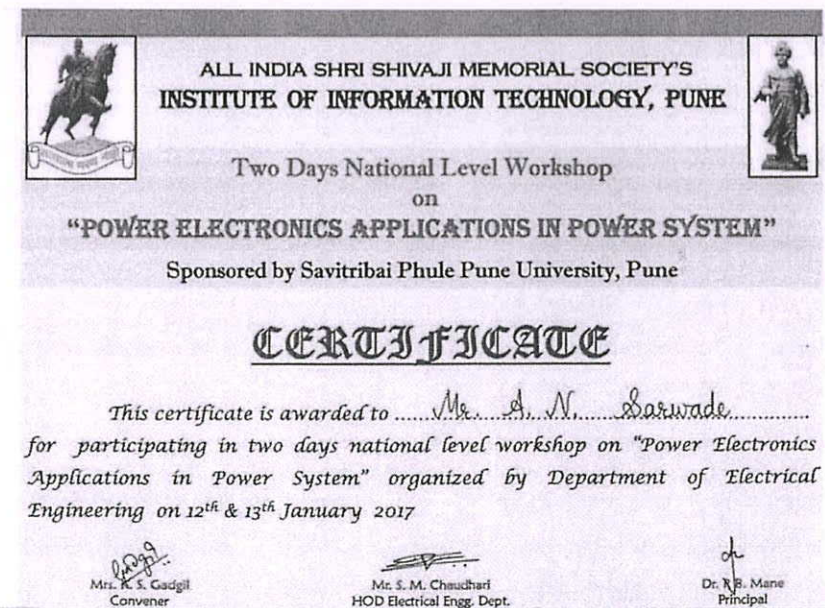 ALL INDIA SHRI SHIVAJI MEMORIAL SOCIETY'S
INSTITUTE OF INFORMATION TECHNOLOGY, PUNE
Two Days National Level Workshop
on
"POWER ELECTRONICS APPLICATIONS IN POWER SYSTEM"
Sponsored by Savitribai Phule Pune University, Pune
CERTIFICATE
This certificate is awarded to ...... Mr. A. N. Sarwade ......
for participating in two days national level workshop on "Power Electronics
Applications in Power System" organized by Department of Electrical
Engineering on 12th & 13th January 2017
Mrs. K. S. Gadgil Mr. S. M. Chaudhari Dr. P. B. Mane
Convener HOD Electrical Engg. Dept. Principal